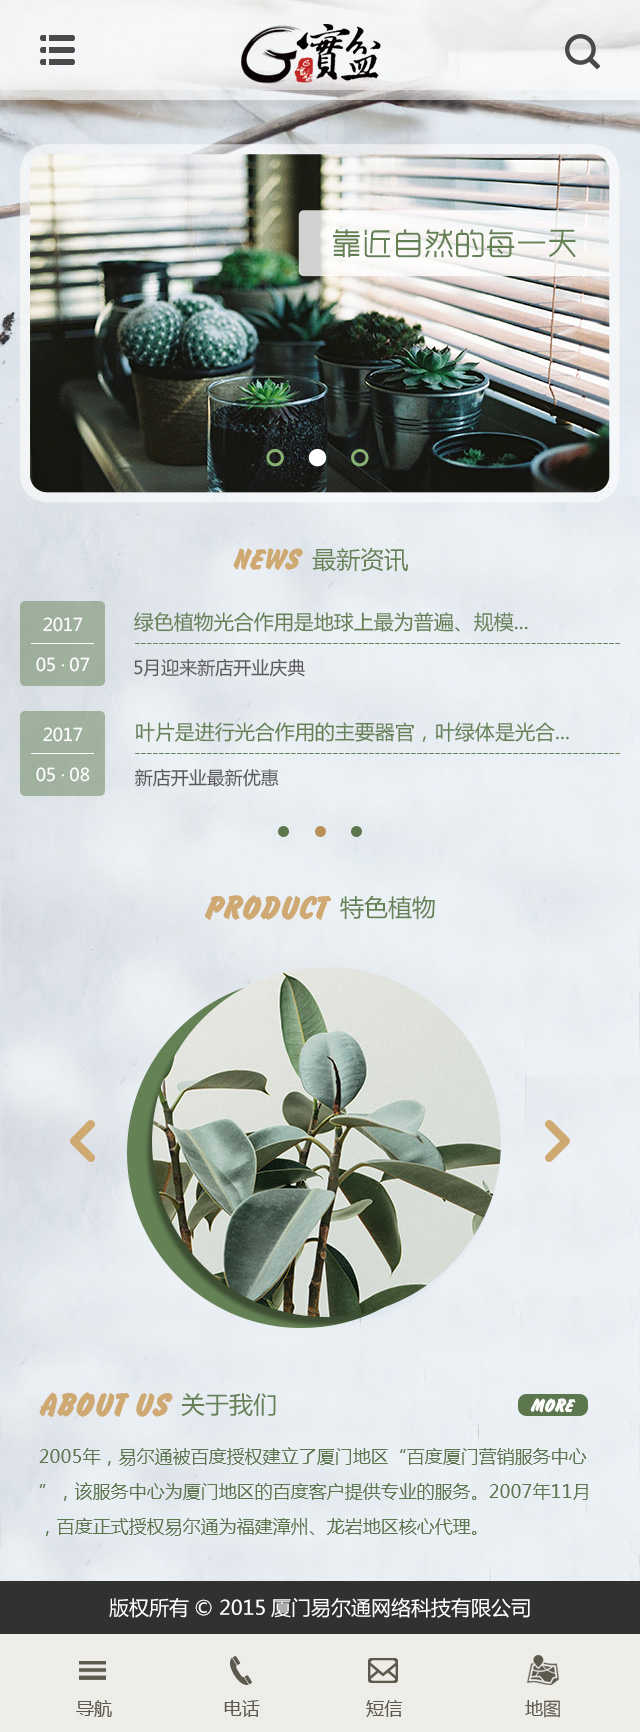 實盆
靠近自然的每一天
NEWS 最新资讯
2017
05 · 07
绿色植物光合作用是地球上最为普遍、规模...
5月迎来新店开业庆典
2017
05 · 08
叶片是进行光合作用的主要器官，叶绿体是光合...
新店开业最新优惠
PRODUCT 特色植物
ABOUT US 关于我们
MORE
2005年，易尔通被百度授权建立了厦门地区“百度厦门营销服务中心
”，该服务中心为厦门地区的百度客户提供专业的服务。2007年11月
，百度正式授权易尔通为福建漳州、龙岩地区核心代理。
版权所有 © 2015 厦门易尔通网络科技有限公司
导航
电话
短信
地图